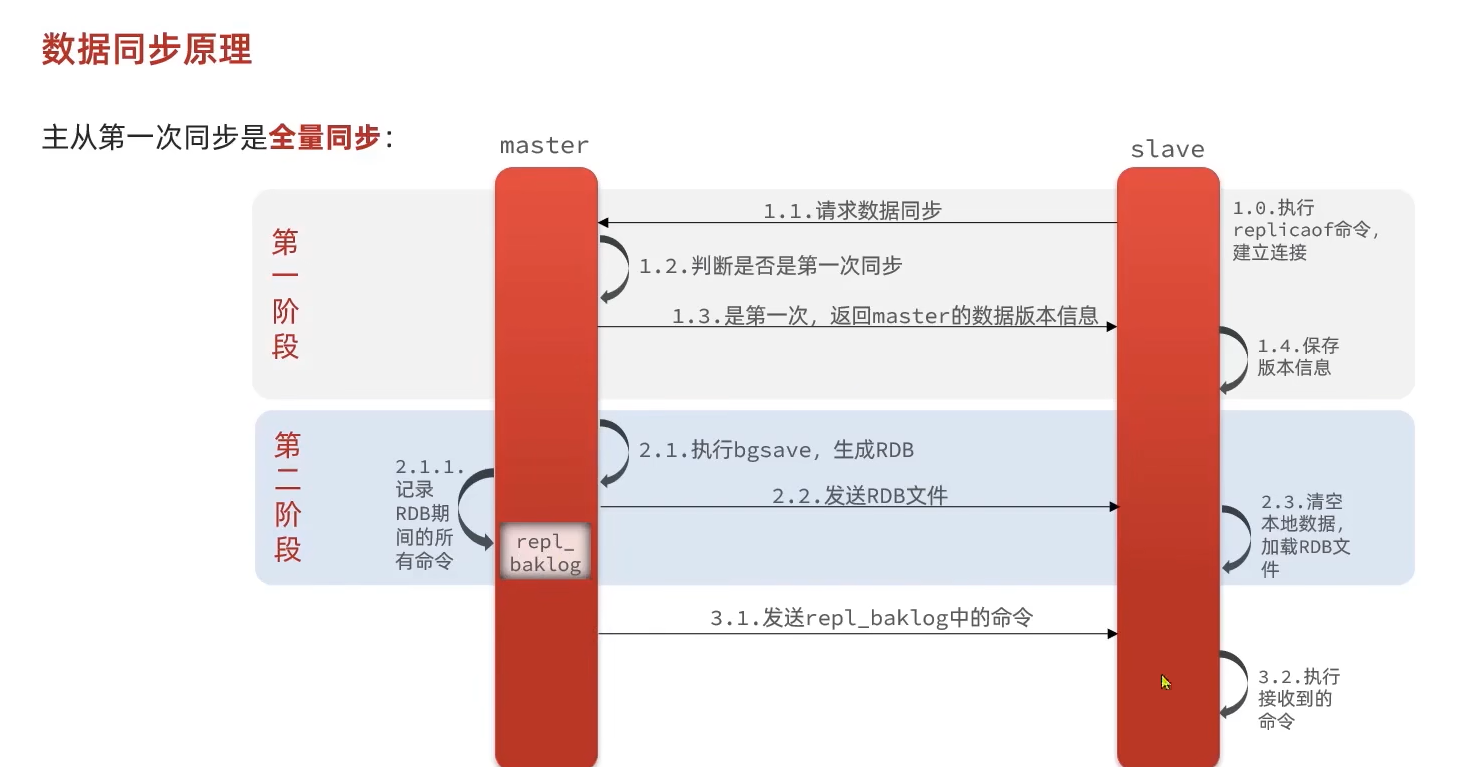 数据同步原理
主从第一次同步是全量同步：
master
slave
第
一
阶
段
1.0.执行
replicaof命令，
建立连接
1.1.请求数据同步
1.2.判断是否是第一次同步
1.3.是第一次，返回master的数据版本信息
1.4.保存
版本信息
第
二
阶
段
2.1.执行bgsave，生成RDB
2.1.1.
记录
RDB期
间的所
有命令
repl_
baklog
2.2.发送RDB文件
2.3.清空
本地数据，
加载RDB文
件
3.1.发送repl_baklog中的命令
3.2.执行
接收到的
命令